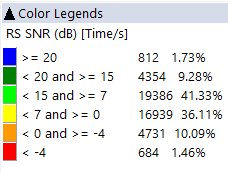 Color Legends
RS SNR (dB) [Time/s]
>= 20 812 1.73%
< 20 and >= 15 4354 9.28%
< 15 and >= 7 19386 41.33%
< 7 and >= 0 16939 36.11%
< 0 and >= -4 4731 10.09%
< -4 684 1.46%